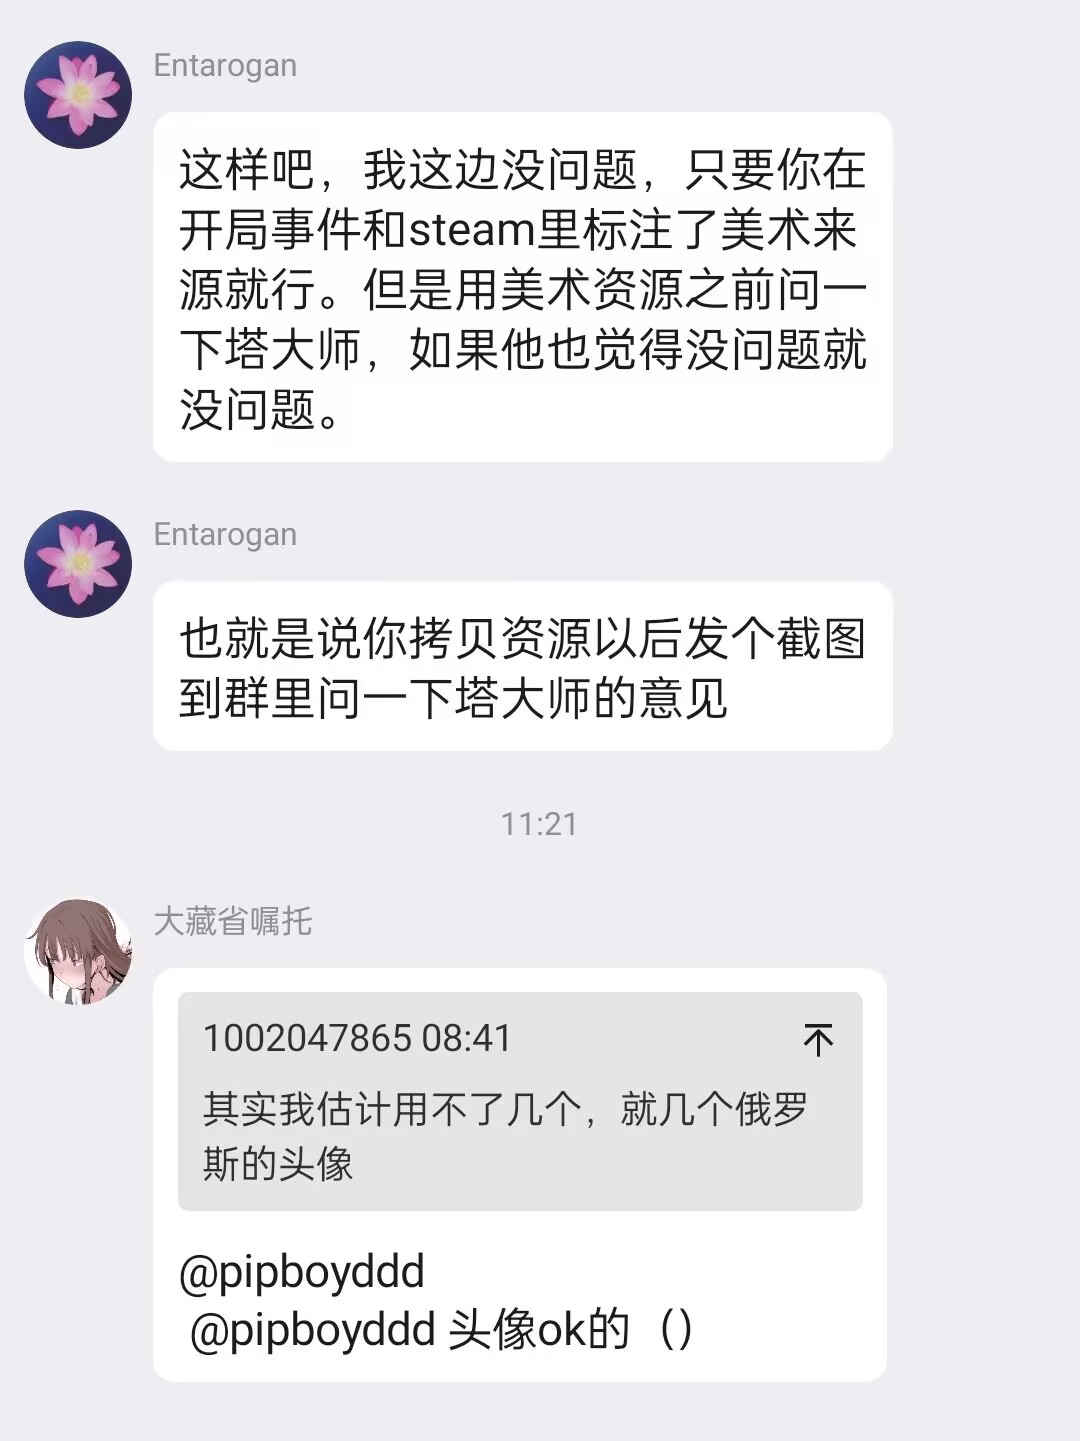 Entarogan
这样吧，我这边没问题，只要你在
开局事件和steam里标注了美术来
源就行。但是用美术资源之前问一
下塔大师，如果他也觉得没问题就
没问题。
Entarogan
也就是说你拷贝资源以后发个截图
到群里问一下塔大师的意见
11:21
大藏省嘱托
1002047865 08:41
其实我估计用不了几个，就几个俄罗
斯的头像
@pipboyddd
@pipboyddd 头像ok的（）